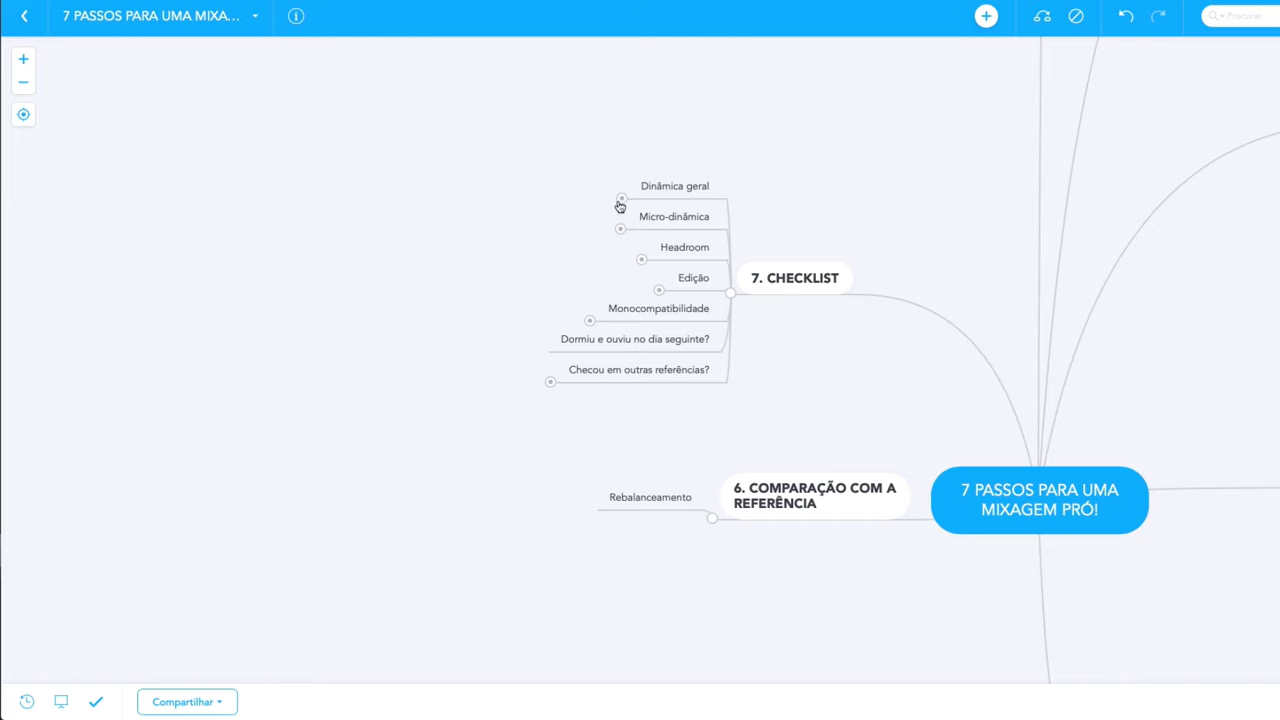 7 PASSOS PARA UMA MIXA...
Procurar
Dinâmica geral
Micro-dinâmica
Headroom
Edição
Monocompatibilidade
Dormiu e ouviu no dia seguinte?
Checou em outras referências?
7. CHECKLIST
Rebalanceamento
6. COMPARAÇÃO COM A
REFERÊNCIA
7 PASSOS PARA UMA
MIXAGEM PRÓ!
Compartilhar